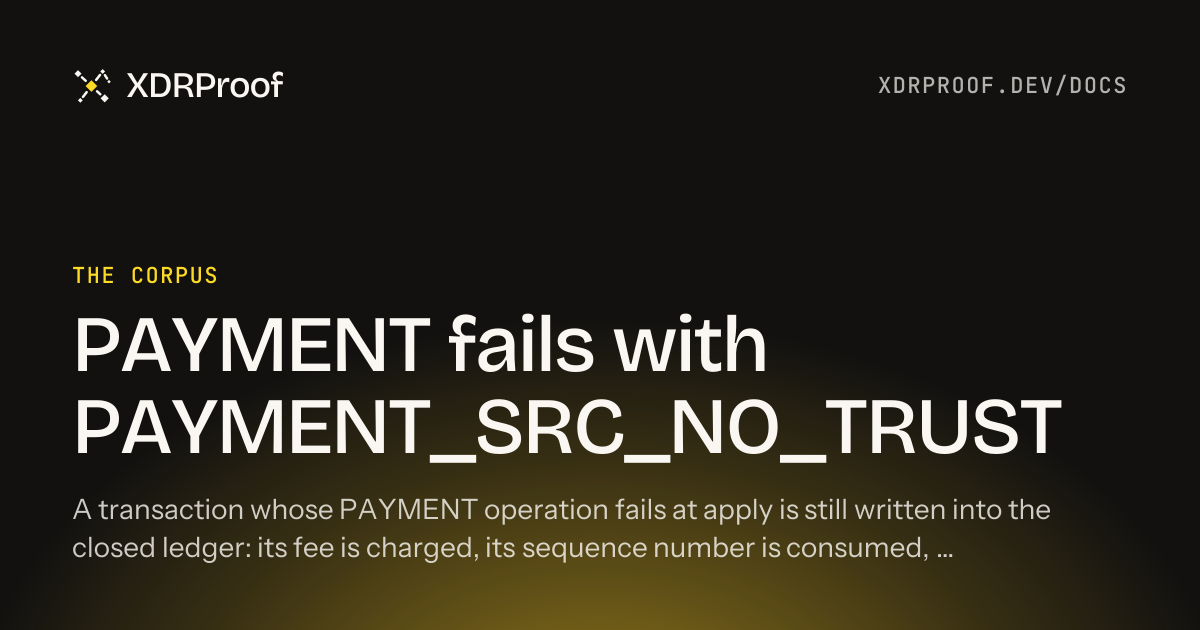 XDRProof
XDRPROOF.DEV/DOCS
THE CORPUS
PAYMENT fails with
PAYMENT_SRC_NO_TRUST
A transaction whose PAYMENT operation fails at apply is still written into the
closed ledger: its fee is charged, its sequence number is consumed, ...